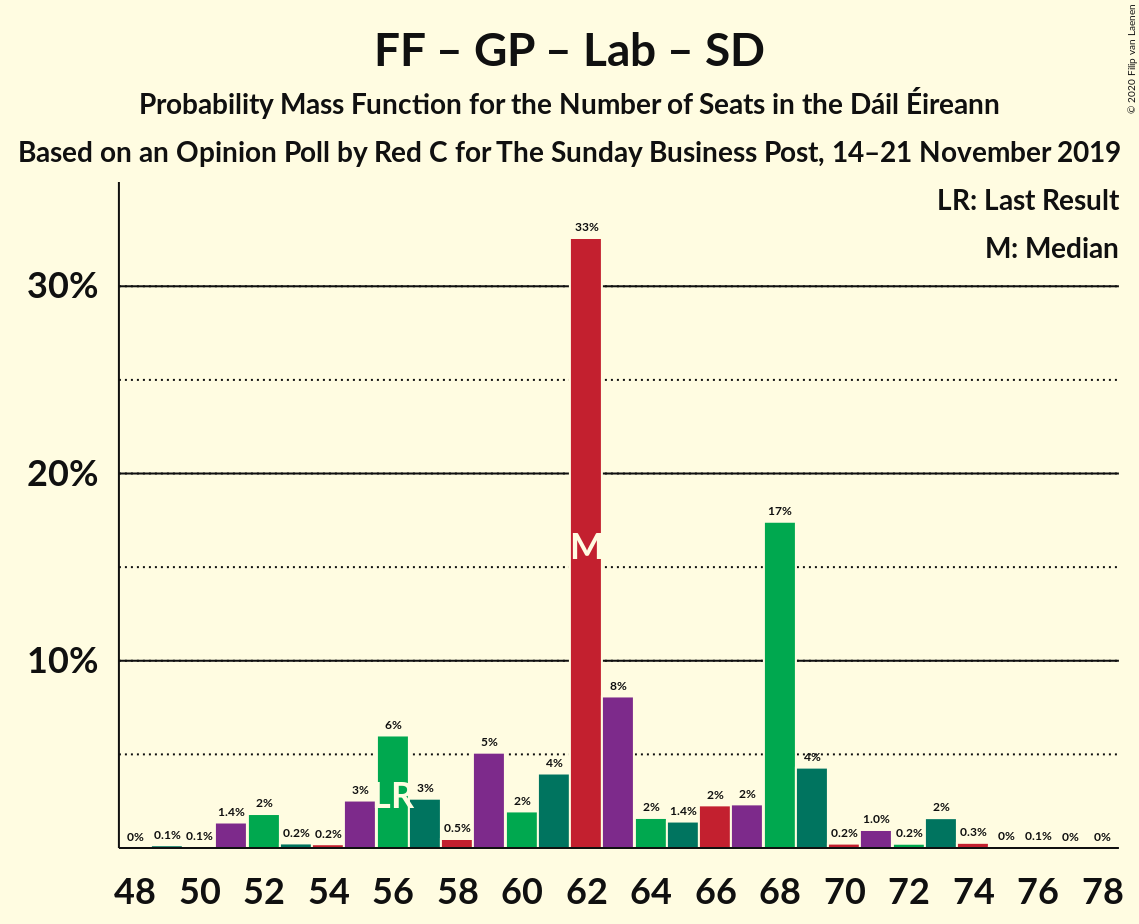 FF – GP – Lab – SD
Probability Mass Function for the Number of Seats in the Dáil Éireann
Based on an Opinion Poll by Red C for The Sunday Business Post, 14–21 November 2019
© 2020 Filip van Laenen
LR: Last Result
M: Median
30%
20%
10%
0% 0.1% 0.1% 1.4% 2% 0.2% 0.2% 3% 6% 3% 0.5% 5% 2% 4% 33% 8% 2% 1.4% 2% 2% 17% 4% 0.2% 1.0% 0.2% 2% 0.3% 0% 0.1% 0% 0%
M
LR
48 50 52 54 56 58 60 62 64 66 68 70 72 74 76 78